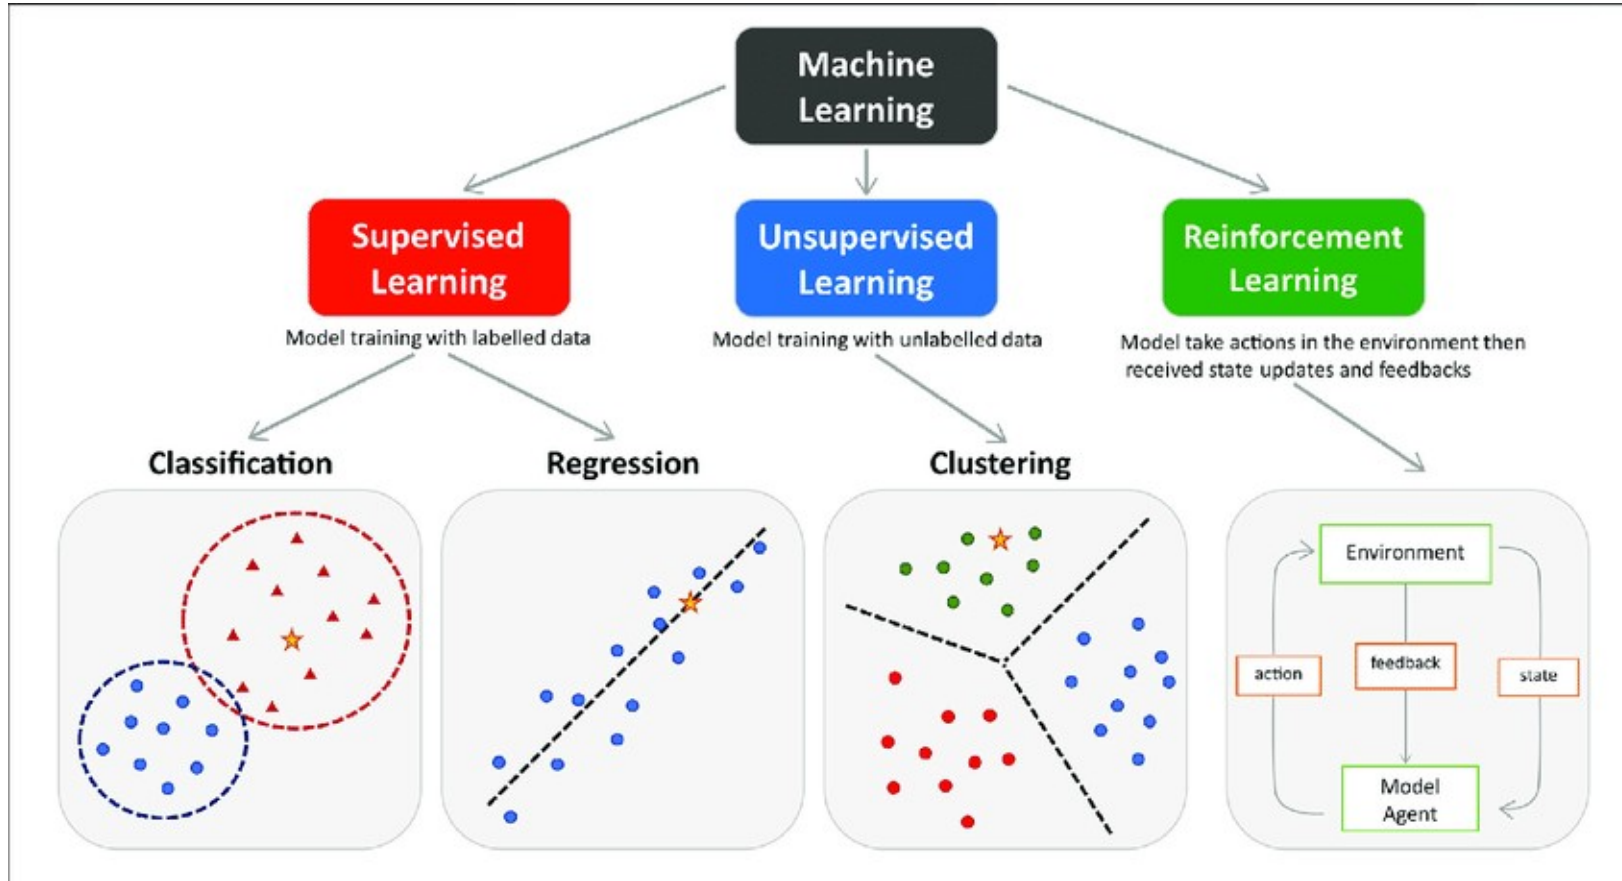 Machine
Learning
Supervised
Learning
Unsupervised
Learning
Reinforcement
Learning
Model training with labelled data
Model training with unlabelled data
Model take actions in the environment then
received state updates and feedbacks
Classification
Regression
Clustering
Environment
action
feedback
state
Model
Agent